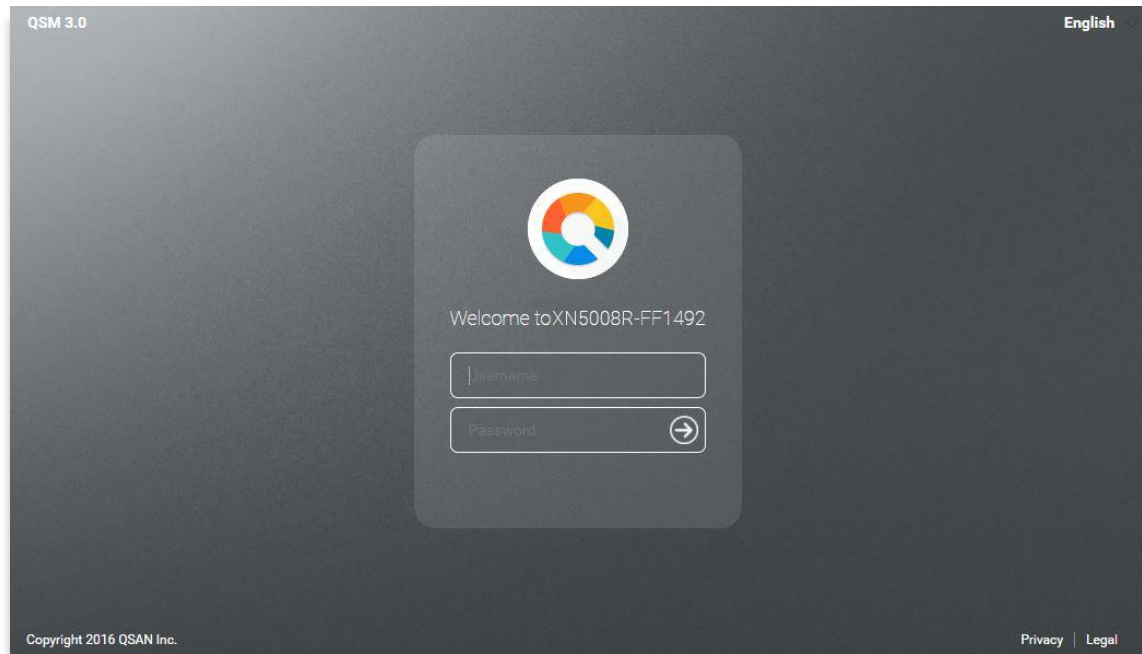 QSM 3.0
English
Welcome toXN5008R-FF1492
Username
Password
Copyright 2016 QSAN Inc.
Privacy | Legal